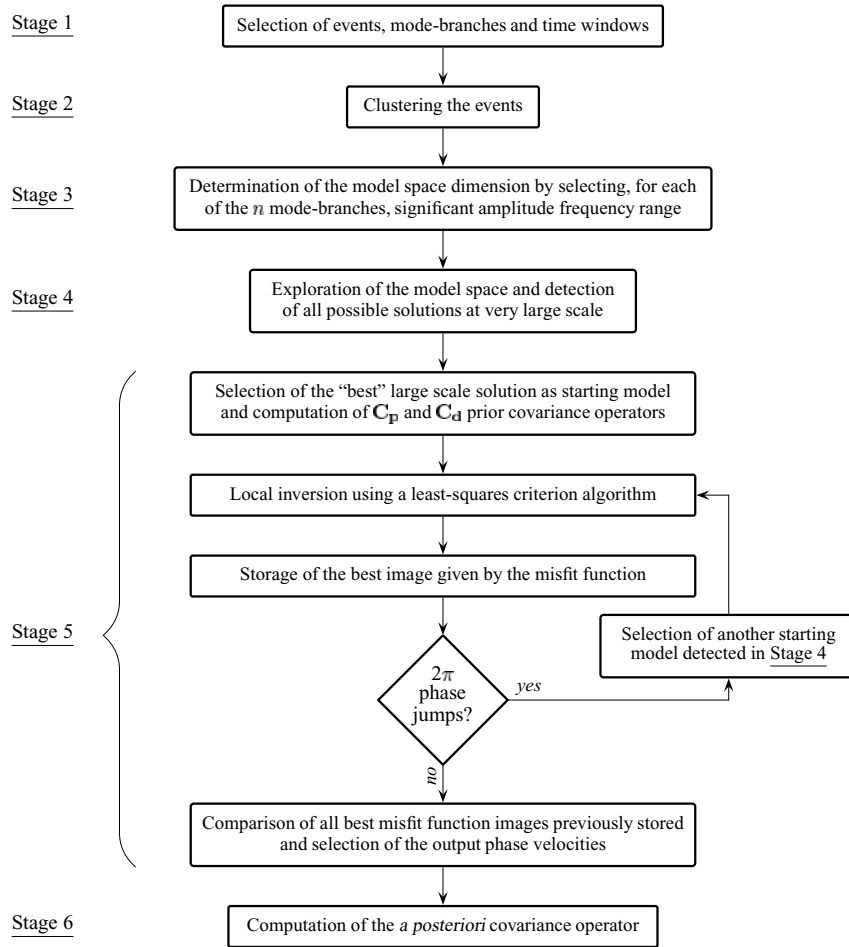 Stage 1
Selection of events, mode-branches and time windows
Stage 2
Clustering the events
Stage 3
Determination of the model space dimension by selecting, for each
of the n mode-branches, significant amplitude frequency range
Stage 4
Exploration of the model space and detection
of all possible solutions at very large scale
Stage 5
Selection of the “best” large scale solution as starting model
and computation of Cp and Cd prior covariance operators
Local inversion using a least-squares criterion algorithm
Storage of the best image given by the misfit function
Selection of another starting
model detected in Stage 4
2π
phase
jumps?
yes
no
Comparison of all best misfit function images previously stored
and selection of the output phase velocities
Stage 6
Computation of the a posteriori covariance operator